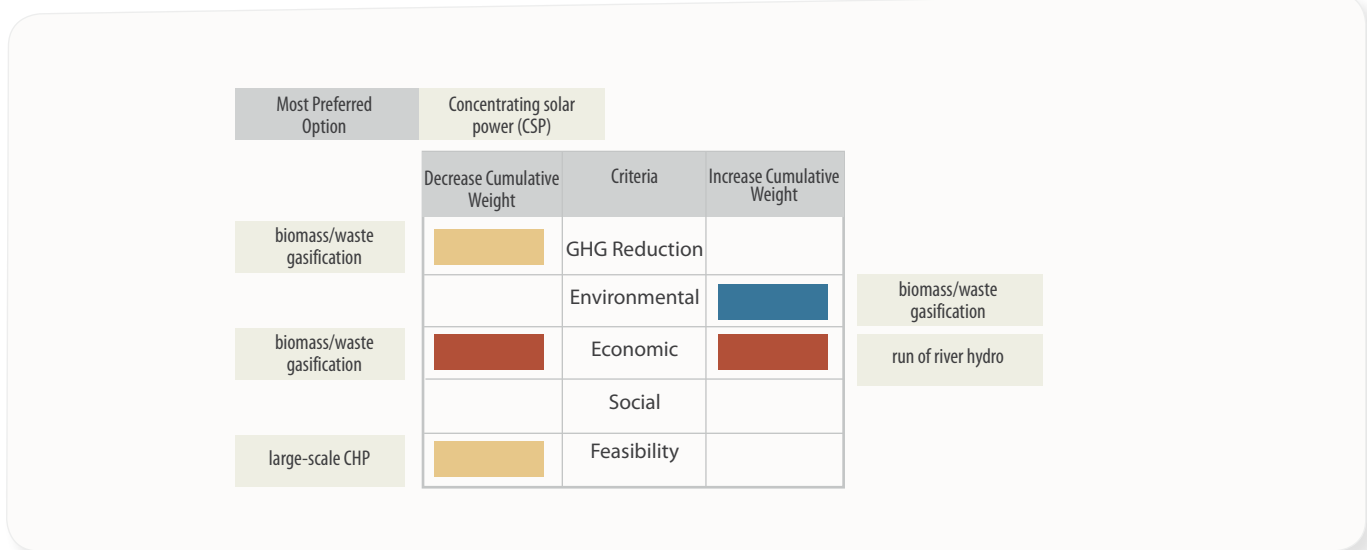 Most Preferred
Option
Concentrating solar
power (CSP)
Decrease Cumulative
Weight
Criteria
Increase Cumulative
Weight
biomass/waste
gasification
GHG Reduction
Environmental
biomass/waste
gasification
biomass/waste
gasification
Economic
run of river hydro
Social
large-scale CHP
Feasibility